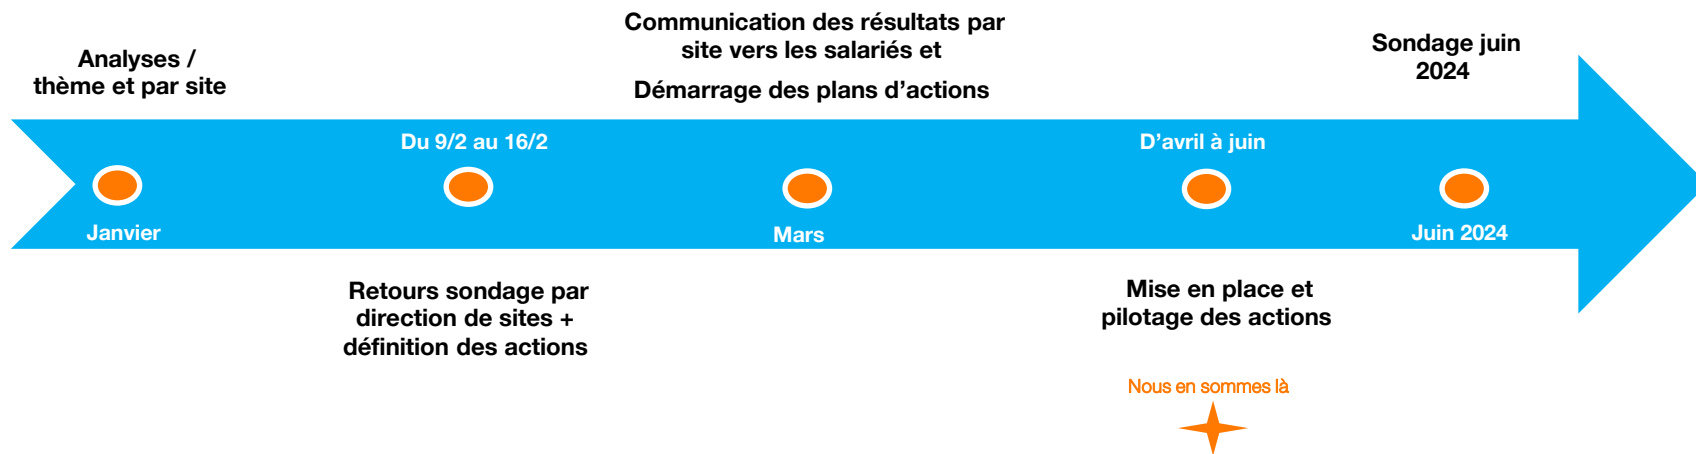 Analyses /
thème et par site
Communication des résultats par
site vers les salariés et
Démarrage des plans d’actions
Sondage juin
2024
Du 9/2 au 16/2
D’avril à juin
Janvier
Mars
Juin 2024
Retours sondage par
direction de sites +
définition des actions
Mise en place et
pilotage des actions
Nous en sommes là